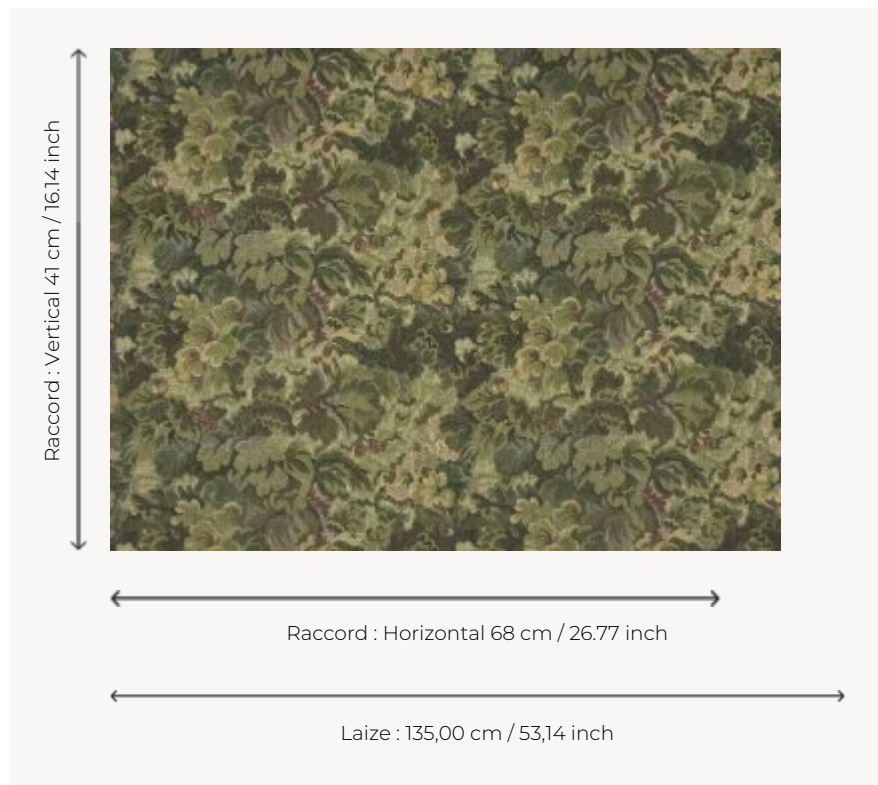 Raccord : Vertical 41 cm / 16.14 inch
Raccord : Horizontal 68 cm / 26.77 inch
Laize : 135,00 cm / 53,14 inch